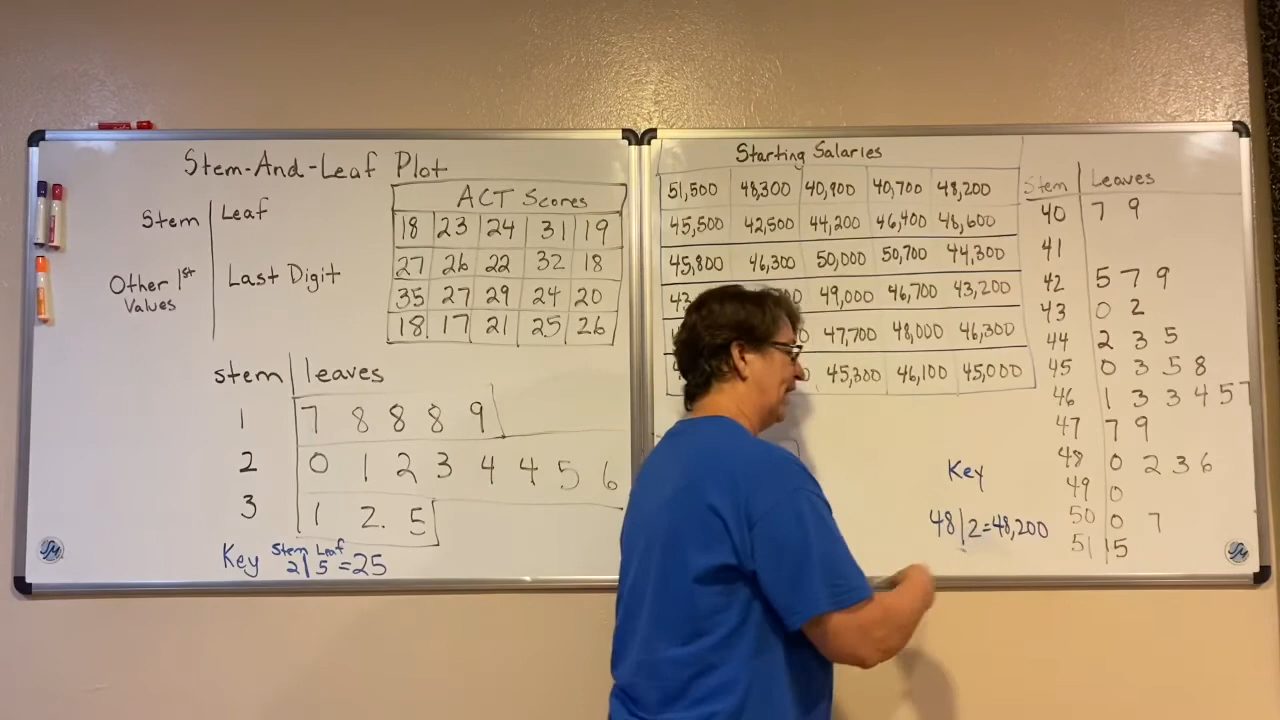 Stem-And-Leaf Plot
Stem | Leaf
Other 1st Values | Last Digit
ACT Scores
18 23 24 31 19
27 26 22 32 18
35 27 29 24 20
18 17 21 25 26
stem | leaves
1 7 8 8 8 9
2 0 1 2 3 4 4 5 6
3 1 2. 5
Key Stem Leaf
2 | 5 = 25
Starting Salaries
51,500 48,300 40,900 40,700 48,200
45,500 42,500 44,200 46,400 48,600
45,800 46,300 50,000 50,700 44,300
49,000 46,700 43,200
47,700 48,000 46,300
45,300 46,100 45,000
Stem | Leaves
40 7 9
41
42 5 7 9
43 0 2
44 2 3 5
45 0 3 5 8
46 1 3 3 4 5 7
47 7 9
48 0 2 3 6
49 0
50 0 7
51 5
Key
48 | 2 = 48,200